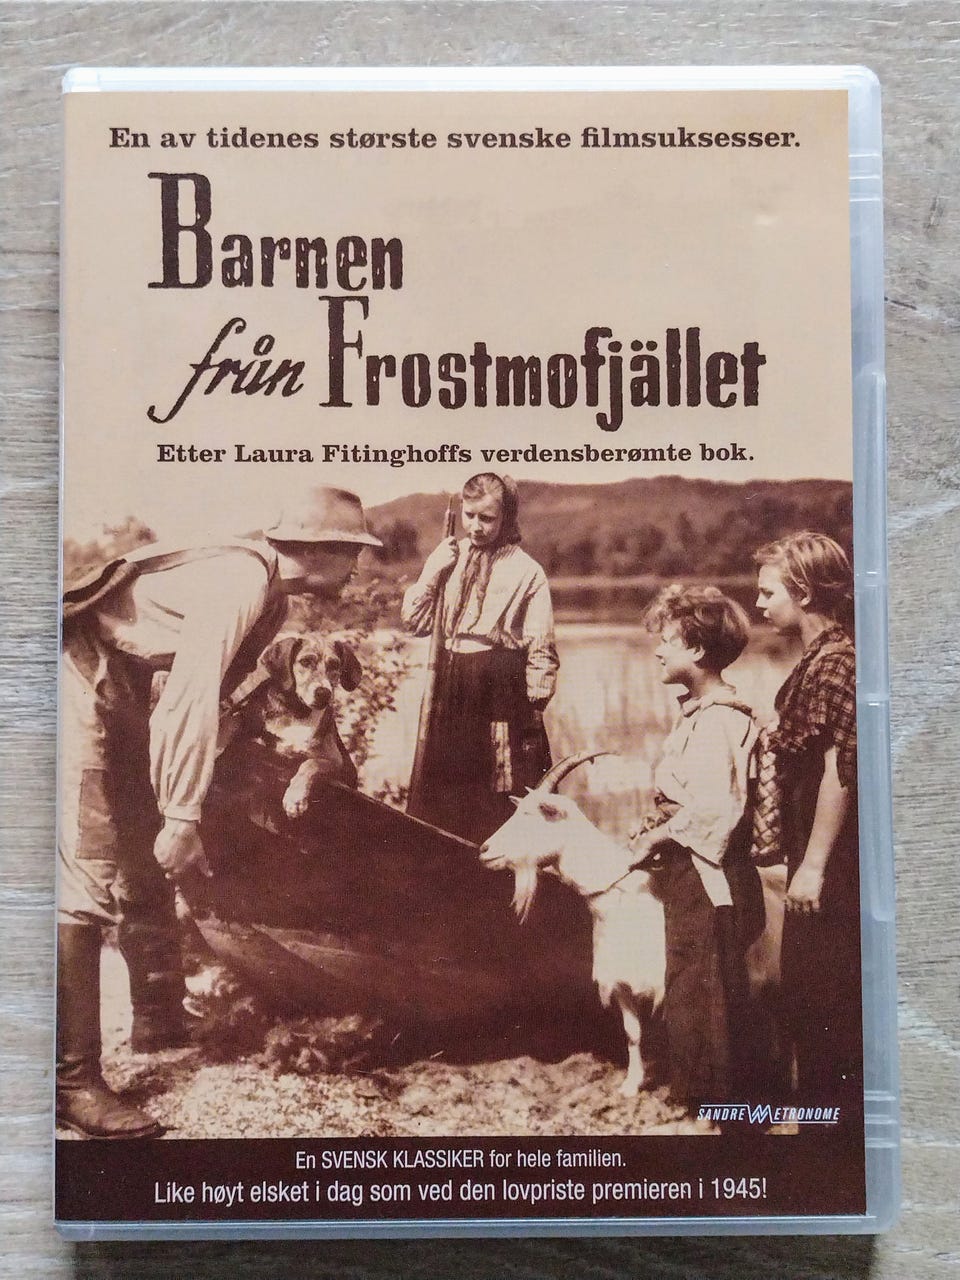 En av tidenes største svenske filmsuksesser.
Barnen
från Frostmofjället
Etter Laura Fitinghoffs verdensberømte bok.
SANDREW METRONOME
En SVENSK KLASSIKER for hele familien.
Like høyt elsket i dag som ved den lovpriste premieren i 1945!